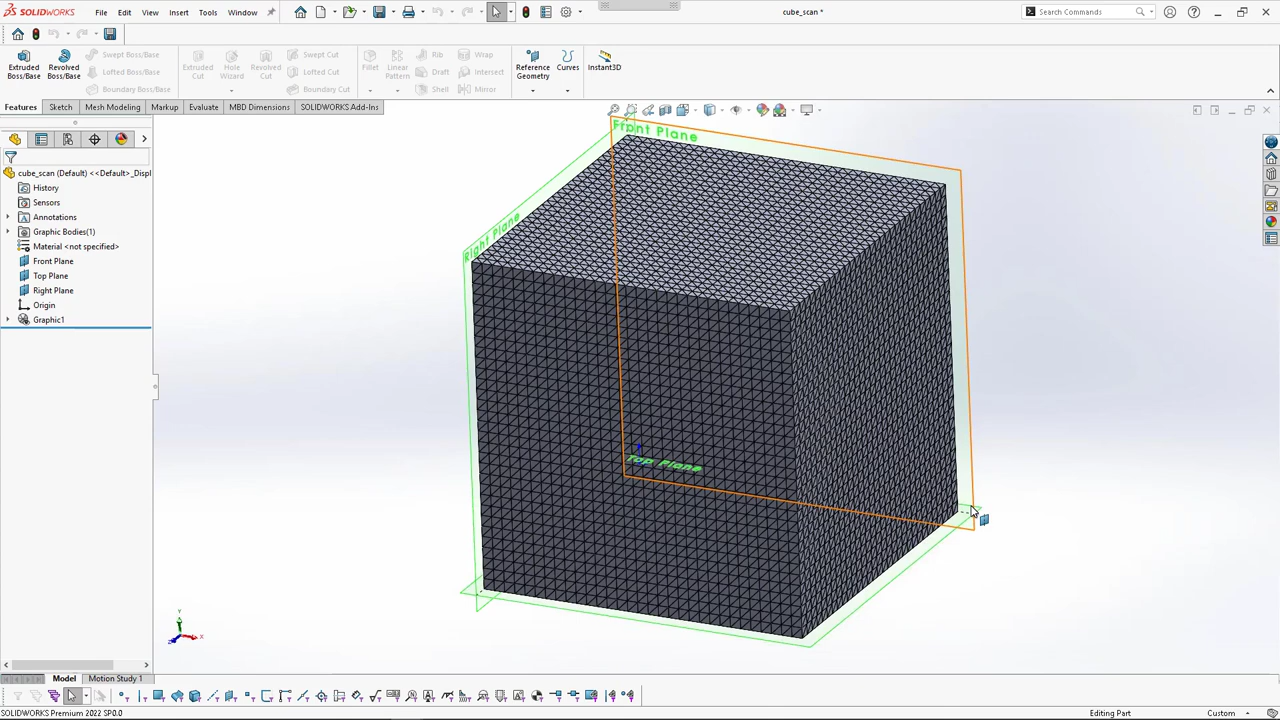 SOLIDWORKS File Edit View Insert Tools Window cube_scan * Search Commands
Extruded Boss/Base
Revolved Boss/Base
Swept Boss/Base
Lofted Boss/Base
Boundary Boss/Base
Extruded Cut
Hole Wizard
Revolved Cut
Swept Cut
Lofted Cut
Boundary Cut
Fillet
Linear Pattern
Rib
Draft
Shell
Wrap
Intersect
Mirror
Reference Geometry
Curves
Instant3D
Features Sketch Mesh Modeling Markup Evaluate MBD Dimensions SOLIDWORKS Add-Ins
cube_scan (Default) <<Default>_Displ
History
Sensors
Annotations
Graphic Bodies(1)
Material <not specified>
Front Plane
Top Plane
Right Plane
Origin
Graphic1
Front Plane
Right Plane
Top Plane
Y
X
Z
Model Motion Study 1
SOLIDWORKS Premium 2022 SP0.0 Editing Part Custom